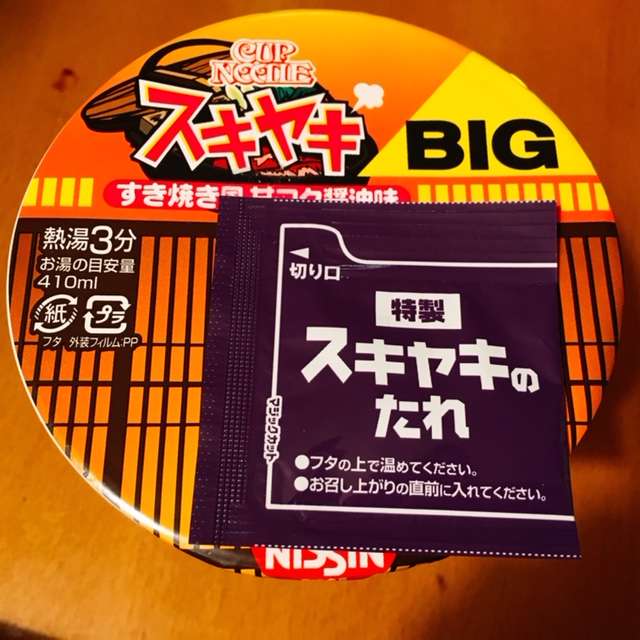 CUP
NOODLE
スキヤキ
BIG
すき焼き風 甘コク醤油味
熱湯3分
お湯の目安量
410ml
紙 プラ
フタ 外装フィルム:PP
切り口
特製
スキヤキの
たれ
マジックカット
●フタの上で温めてください。
●お召し上がりの直前に入れてください。
NISSIN